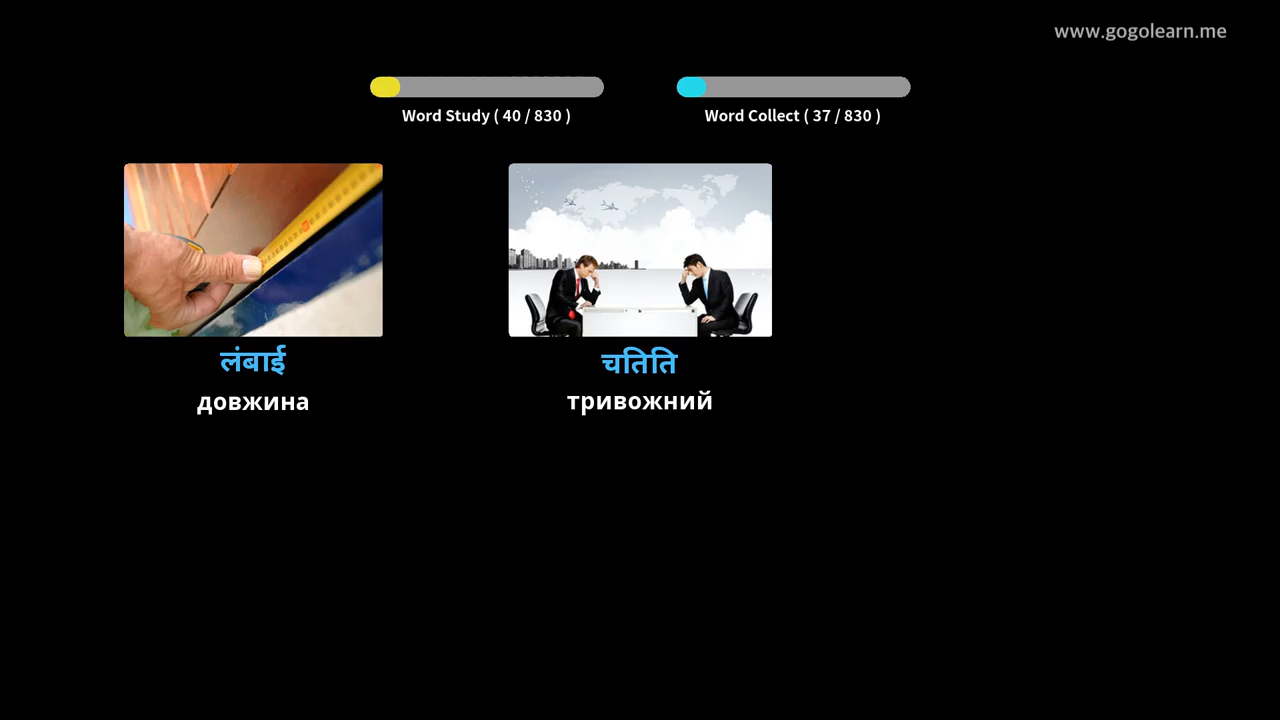 www.gogolearn.me
Word Study ( 40 / 830 )
Word Collect ( 37 / 830 )
लंबाई
довжина
चतिति
тривожний